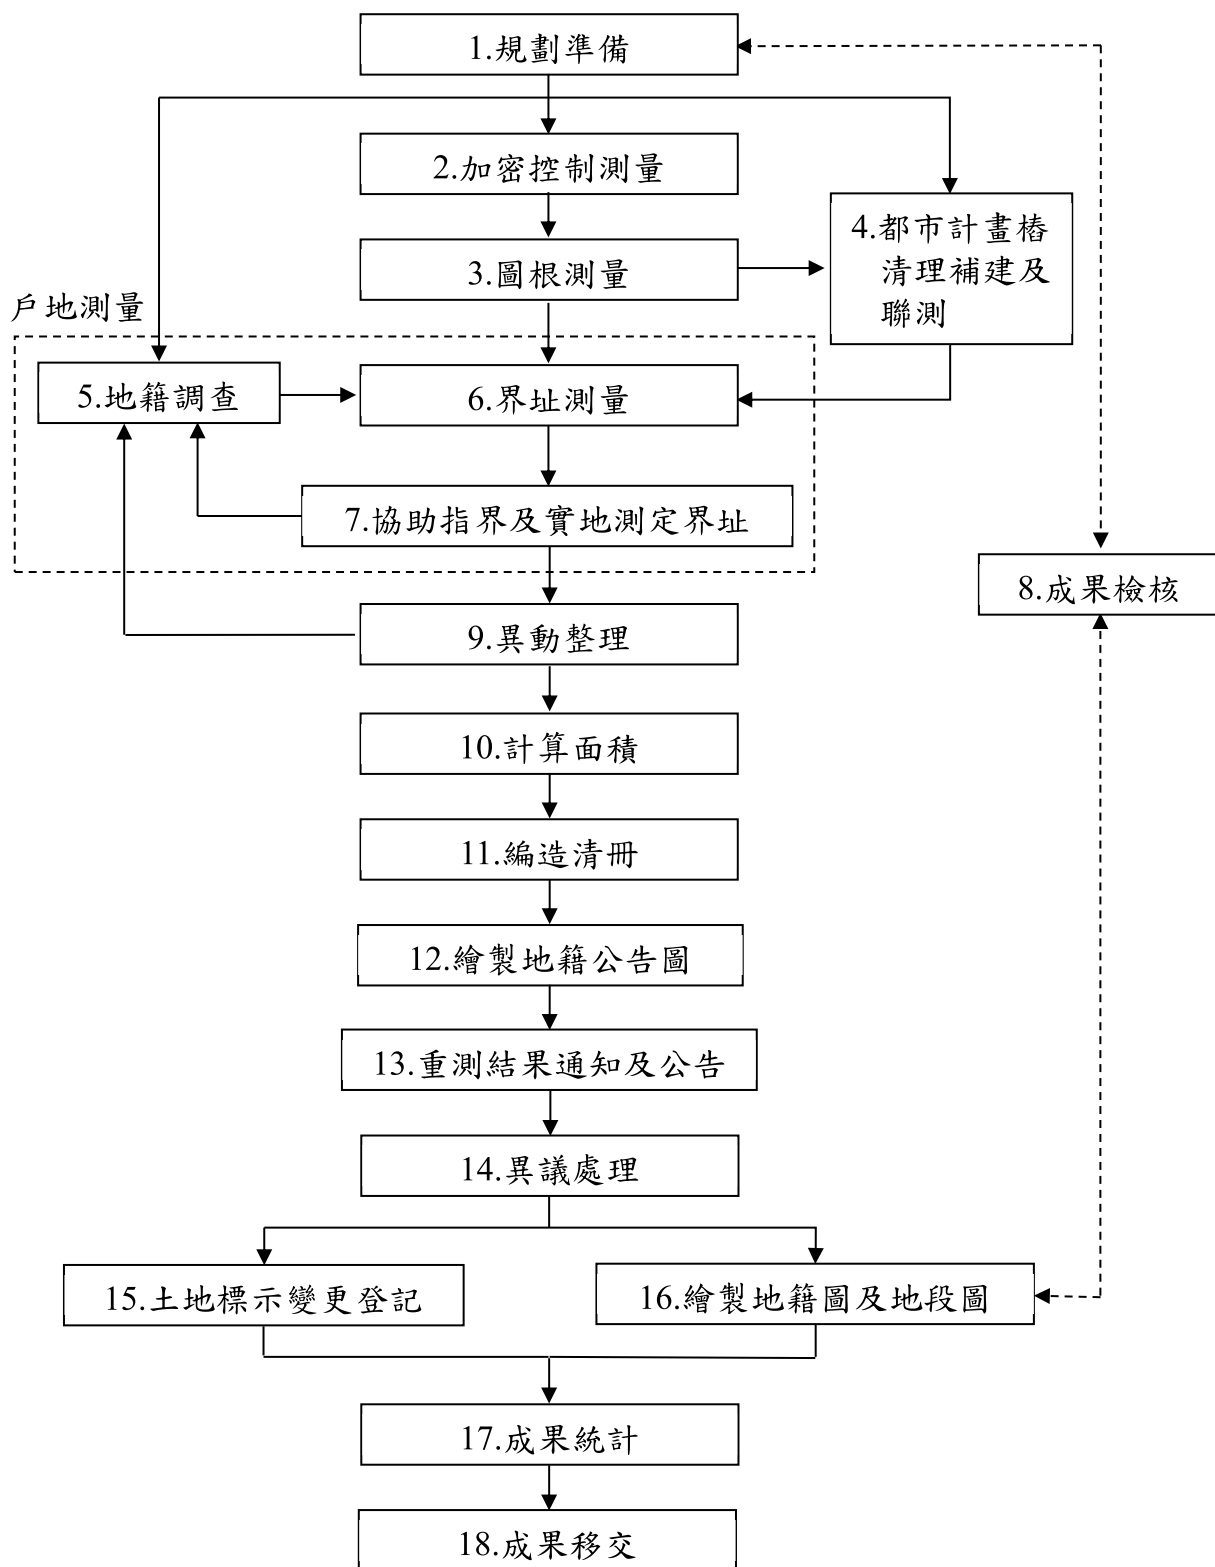 1.規劃準備
2.加密控制測量
4.都市計畫樁
清理補建及
聯測
3.圖根測量
戶地測量
5.地籍調查
6.界址測量
7.協助指界及實地測定界址
8.成果檢核
9.異動整理
10.計算面積
11.編造清冊
12.繪製地籍公告圖
13.重測結果通知及公告
14.異議處理
15.土地標示變更登記
16.繪製地籍圖及地段圖
17.成果統計
18.成果移交